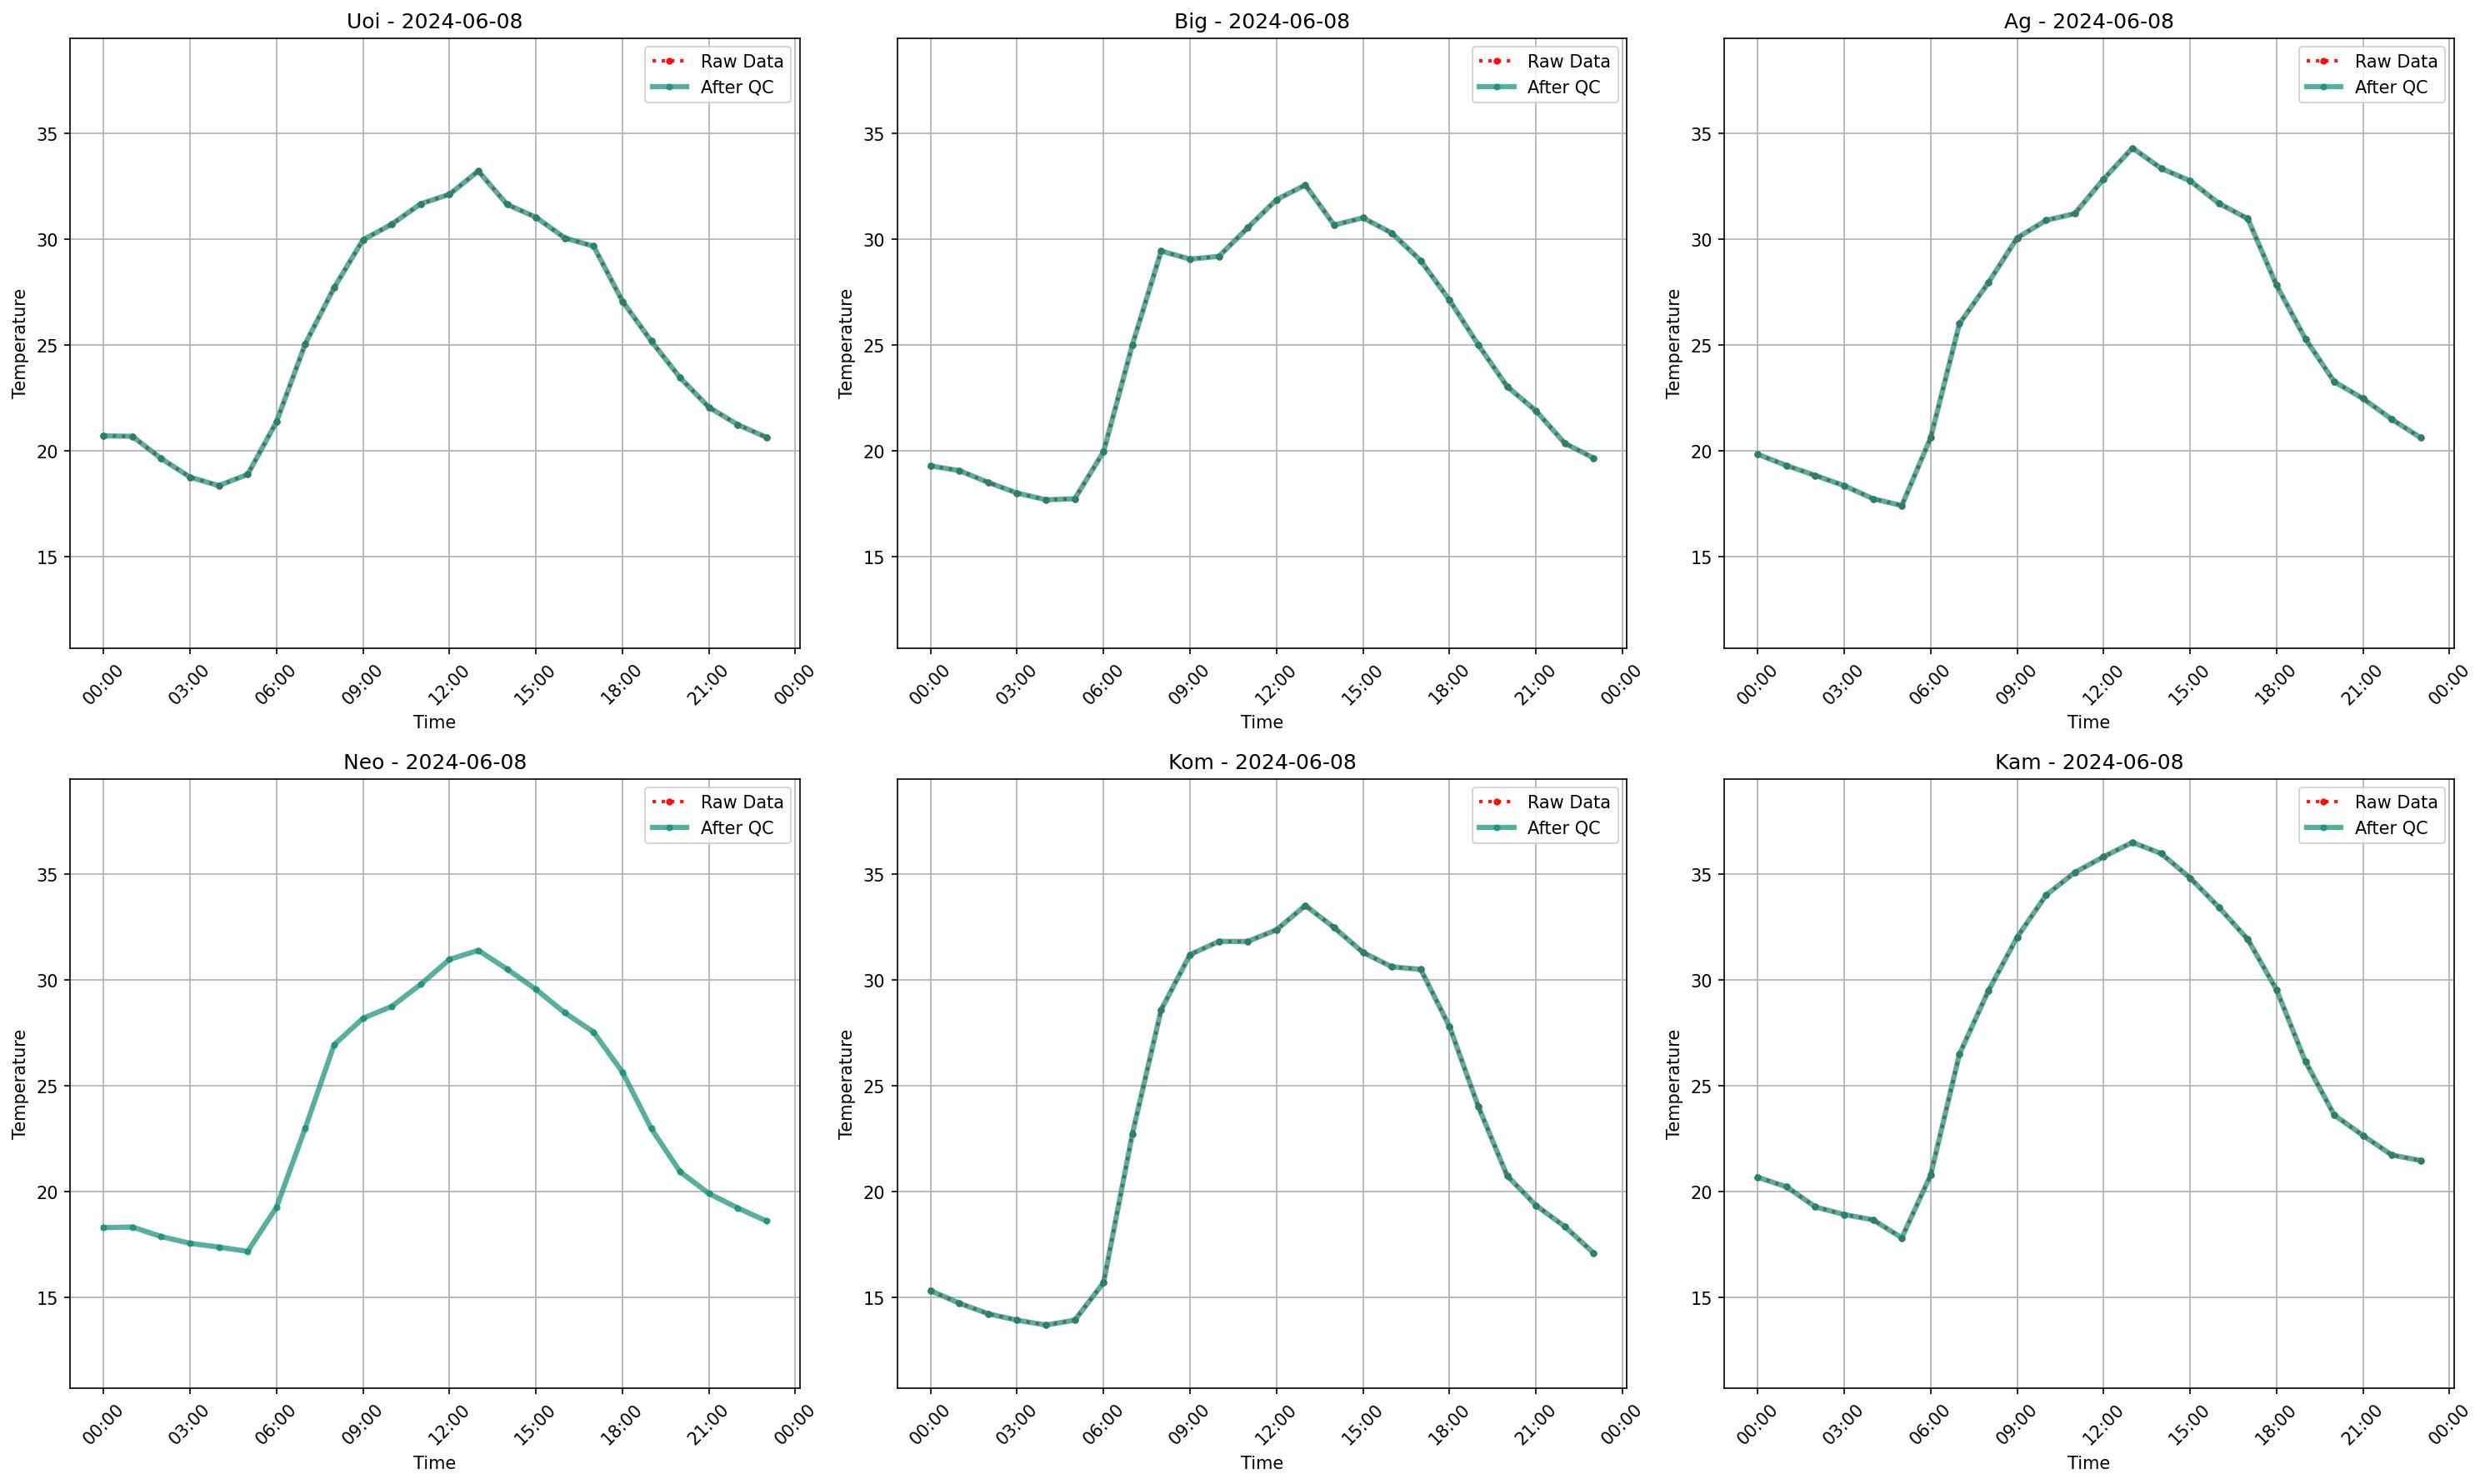 Uoi - 2024-06-08
Raw Data
After QC
Temperature
35
30
25
20
15
00:00
03:00
06:00
09:00
12:00
15:00
18:00
21:00
00:00
Time
Big - 2024-06-08
Raw Data
After QC
Temperature
35
30
25
20
15
00:00
03:00
06:00
09:00
12:00
15:00
18:00
21:00
00:00
Time
Ag - 2024-06-08
Raw Data
After QC
Temperature
35
30
25
20
15
00:00
03:00
06:00
09:00
12:00
15:00
18:00
21:00
00:00
Time
Neo - 2024-06-08
Raw Data
After QC
Temperature
35
30
25
20
15
00:00
03:00
06:00
09:00
12:00
15:00
18:00
21:00
00:00
Time
Kom - 2024-06-08
Raw Data
After QC
Temperature
35
30
25
20
15
00:00
03:00
06:00
09:00
12:00
15:00
18:00
21:00
00:00
Time
Kam - 2024-06-08
Raw Data
After QC
Temperature
35
30
25
20
15
00:00
03:00
06:00
09:00
12:00
15:00
18:00
21:00
00:00
Time